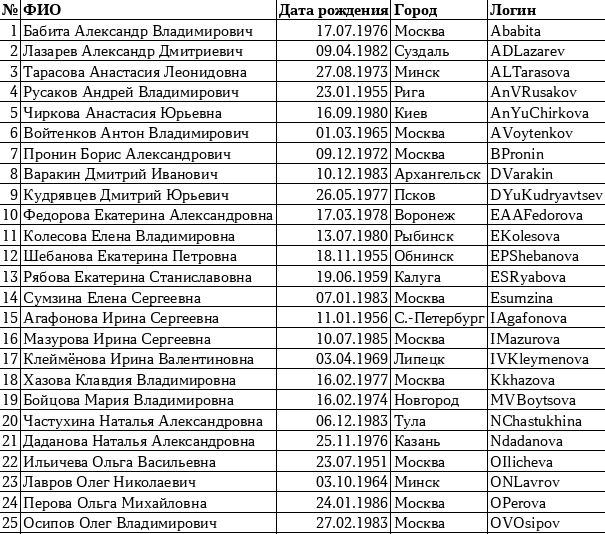 № ФИО Дата рождения Город Логин
1 Бабита Александр Владимирович 17.07.1976 Москва Ababita
2 Лазарев Александр Дмитриевич 09.04.1982 Суздаль ADLazarev
3 Тарасова Анастасия Леонидовна 27.08.1973 Минск ALTarasova
4 Русаков Андрей Владимирович 23.01.1955 Рига AnVRusakov
5 Чиркова Анастасия Юрьевна 16.09.1980 Киев AnYuChirkova
6 Войтенков Антон Владимирович 01.03.1965 Москва AVoytenkov
7 Пронин Борис Александрович 09.12.1972 Москва BPronin
8 Варакин Дмитрий Иванович 10.12.1983 Архангельск DVarakin
9 Кудрявцев Дмитрий Юрьевич 26.05.1977 Псков DYuKudryavtsev
10 Федорова Екатерина Александровна 17.03.1978 Воронеж EAAFedorova
11 Колесова Елена Владимировна 13.07.1980 Рыбинск EKolesova
12 Шебанова Екатерина Петровна 18.11.1955 Обнинск EPShebanova
13 Рябова Екатерина Станиславовна 19.06.1959 Калуга ESRyabova
14 Сумзина Елена Сергеевна 07.01.1983 Москва Esumzina
15 Агафонова Ирина Сергеевна 11.01.1956 С.-Петербург IAgafonova
16 Мазурова Ирина Сергеевна 10.07.1985 Москва IMazurova
17 Клеймёнова Ирина Валентиновна 03.04.1969 Липецк IVKleymenova
18 Хазова Клавдия Владимировна 16.02.1977 Москва Kkhazova
19 Бойцова Мария Владимировна 16.02.1974 Новгород MVBoytsova
20 Частухина Наталья Александровна 06.12.1983 Тула NChastukhina
21 Даданова Наталья Александровна 25.11.1976 Казань Ndadanova
22 Ильичева Ольга Васильевна 23.07.1951 Москва OIlicheva
23 Лавров Олег Николаевич 03.10.1964 Минск ONLavrov
24 Перова Ольга Михайловна 24.01.1986 Москва OPerova
25 Осипов Олег Владимирович 27.02.1983 Москва OVOsipov